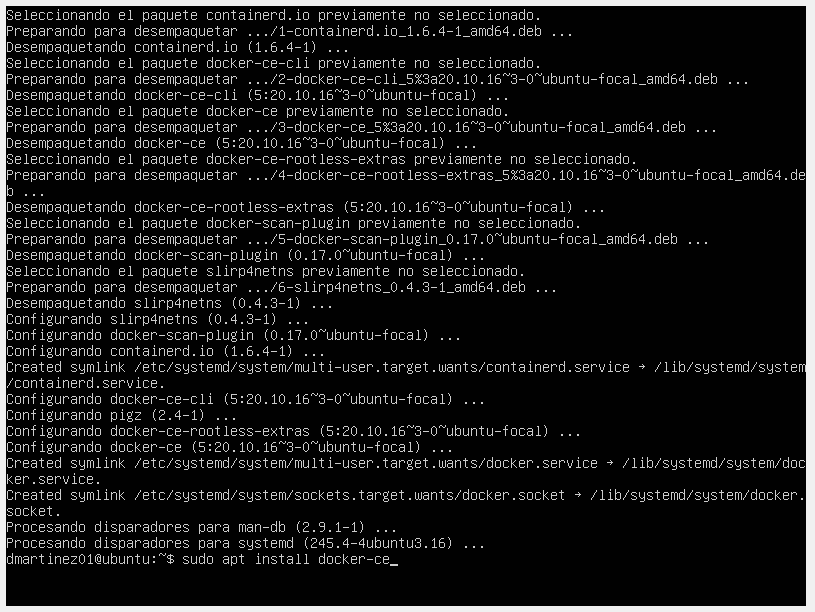 Seleccionando el paquete containerd.io previamente no seleccionado.
Preparando para desempaquetar .../1-containerd.io_1.6.4-1_amd64.deb ...
Desempaquetando containerd.io (1.6.4-1) ...
Seleccionando el paquete docker-ce-cli previamente no seleccionado.
Preparando para desempaquetar .../2-docker-ce-cli_5%3a20.10.16~3-0~ubuntu-focal_amd64.deb ...
Desempaquetando docker-ce-cli (5:20.10.16~3-0~ubuntu-focal) ...
Seleccionando el paquete docker-ce previamente no seleccionado.
Preparando para desempaquetar .../3-docker-ce_5%3a20.10.16~3-0~ubuntu-focal_amd64.deb ...
Desempaquetando docker-ce (5:20.10.16~3-0~ubuntu-focal) ...
Seleccionando el paquete docker-ce-rootless-extras previamente no seleccionado.
Preparando para desempaquetar .../4-docker-ce-rootless-extras_5%3a20.10.16~3-0~ubuntu-focal_amd64.de
b ...
Desempaquetando docker-ce-rootless-extras (5:20.10.16~3-0~ubuntu-focal) ...
Seleccionando el paquete docker-scan-plugin previamente no seleccionado.
Preparando para desempaquetar .../5-docker-scan-plugin_0.17.0~ubuntu-focal_amd64.deb ...
Desempaquetando docker-scan-plugin (0.17.0~ubuntu-focal) ...
Seleccionando el paquete slirp4netns previamente no seleccionado.
Preparando para desempaquetar .../6-slirp4netns_0.4.3-1_amd64.deb ...
Desempaquetando slirp4netns (0.4.3-1) ...
Configurando slirp4netns (0.4.3-1) ...
Configurando docker-scan-plugin (0.17.0~ubuntu-focal) ...
Configurando containerd.io (1.6.4-1) ...
Created symlink /etc/systemd/system/multi-user.target.wants/containerd.service → /lib/systemd/system
/containerd.service.
Configurando docker-ce-cli (5:20.10.16~3-0~ubuntu-focal) ...
Configurando pigz (2.4-1) ...
Configurando docker-ce-rootless-extras (5:20.10.16~3-0~ubuntu-focal) ...
Configurando docker-ce (5:20.10.16~3-0~ubuntu-focal) ...
Created symlink /etc/systemd/system/multi-user.target.wants/docker.service → /lib/systemd/system/doc
ker.service.
Created symlink /etc/systemd/system/sockets.target.wants/docker.socket → /lib/systemd/system/docker.
socket.
Procesando disparadores para man-db (2.9.1-1) ...
Procesando disparadores para systemd (245.4-4ubuntu3.16) ...
dmartinez01@ubuntu:~$ sudo apt install docker-ce_